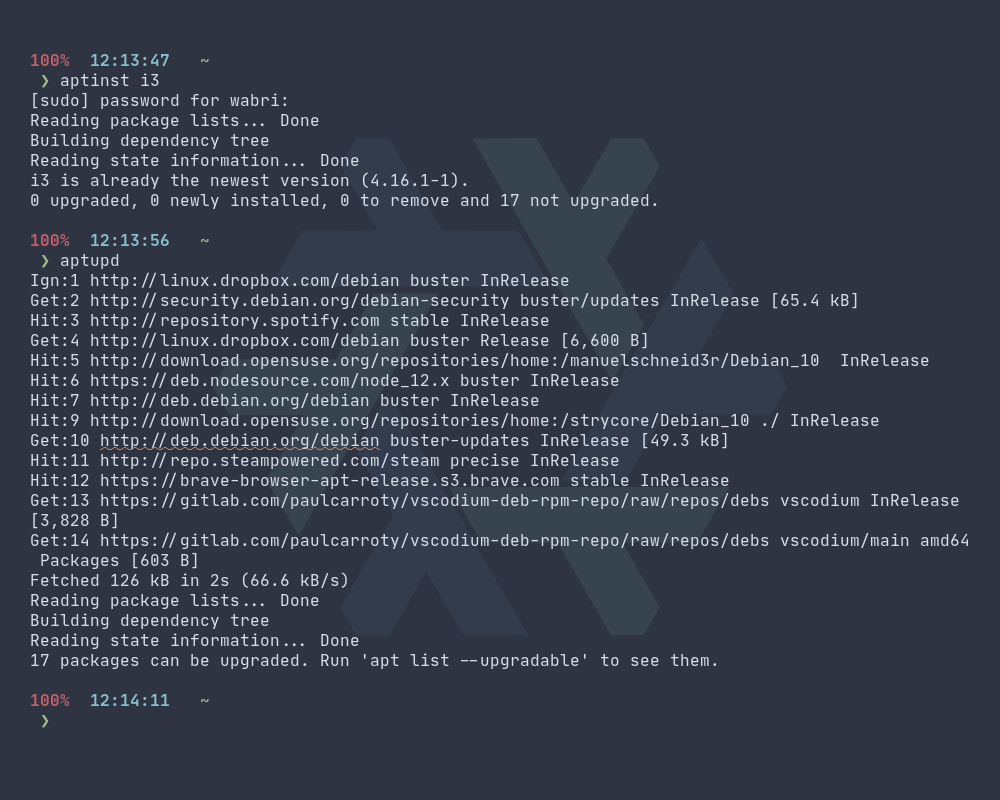 100%  12:13:47   ~
 ❯ aptinst i3
[sudo] password for wabri:
Reading package lists... Done
Building dependency tree
Reading state information... Done
i3 is already the newest version (4.16.1-1).
0 upgraded, 0 newly installed, 0 to remove and 17 not upgraded.

100%  12:13:56   ~
 ❯ aptupd
Ign:1 http://linux.dropbox.com/debian buster InRelease
Get:2 http://security.debian.org/debian-security buster/updates InRelease [65.4 kB]
Hit:3 http://repository.spotify.com stable InRelease
Get:4 http://linux.dropbox.com/debian buster Release [6,600 B]
Hit:5 http://download.opensuse.org/repositories/home:/manuelschneid3r/Debian_10  InRelease
Hit:6 https://deb.nodesource.com/node_12.x buster InRelease
Hit:7 http://deb.debian.org/debian buster InRelease
Hit:9 http://download.opensuse.org/repositories/home:/strycore/Debian_10 ./ InRelease
Get:10 http://deb.debian.org/debian buster-updates InRelease [49.3 kB]
Hit:11 http://repo.steampowered.com/steam precise InRelease
Hit:12 https://brave-browser-apt-release.s3.brave.com stable InRelease
Get:13 https://gitlab.com/paulcarroty/vscodium-deb-rpm-repo/raw/repos/debs vscodium InRelease
[3,828 B]
Get:14 https://gitlab.com/paulcarroty/vscodium-deb-rpm-repo/raw/repos/debs vscodium/main amd64
 Packages [603 B]
Fetched 126 kB in 2s (66.6 kB/s)
Reading package lists... Done
Building dependency tree
Reading state information... Done
17 packages can be upgraded. Run 'apt list --upgradable' to see them.

100%  12:14:11   ~
 ❯